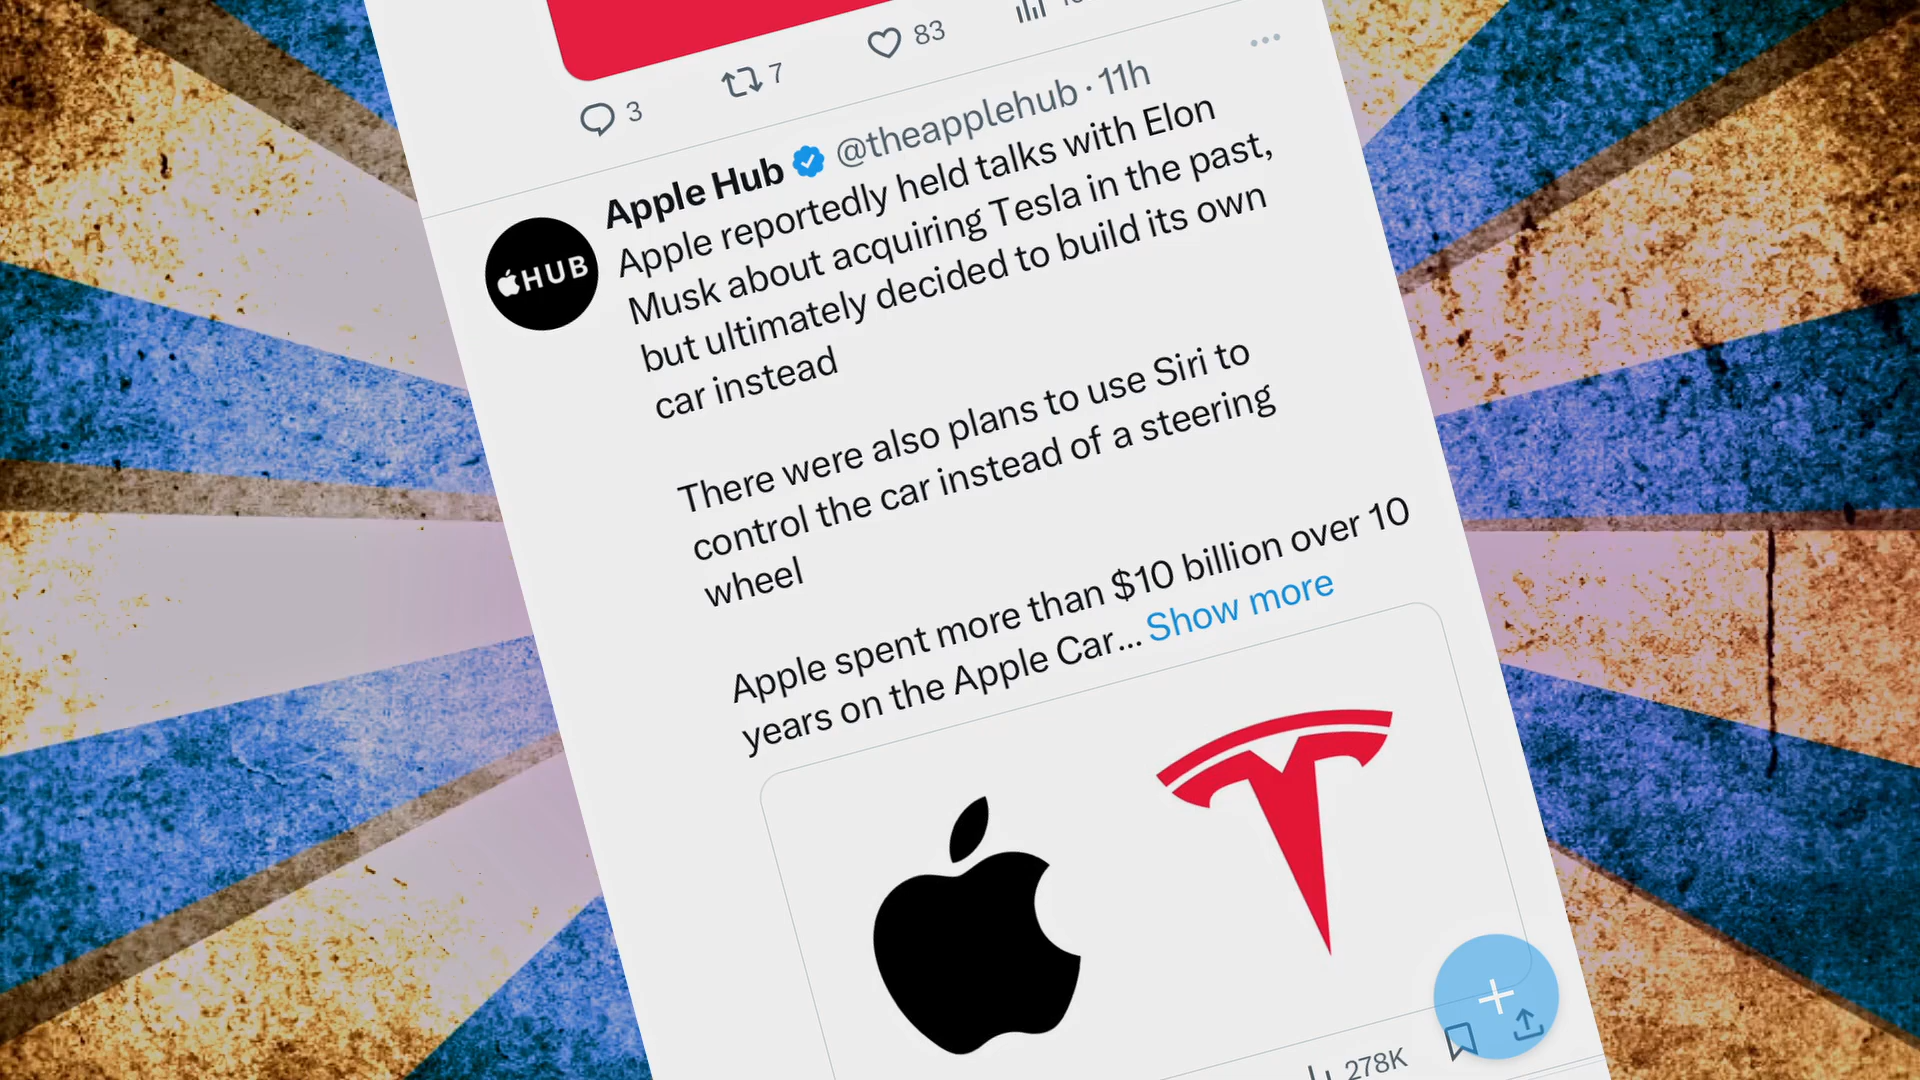 3 7 83
Apple Hub @theapplehub · 11h
HUB
Apple reportedly held talks with Elon
Musk about acquiring Tesla in the past,
but ultimately decided to build its own
car instead
There were also plans to use Siri to
control the car instead of a steering
wheel
Apple spent more than $10 billion over 10
years on the Apple Car... Show more
278K